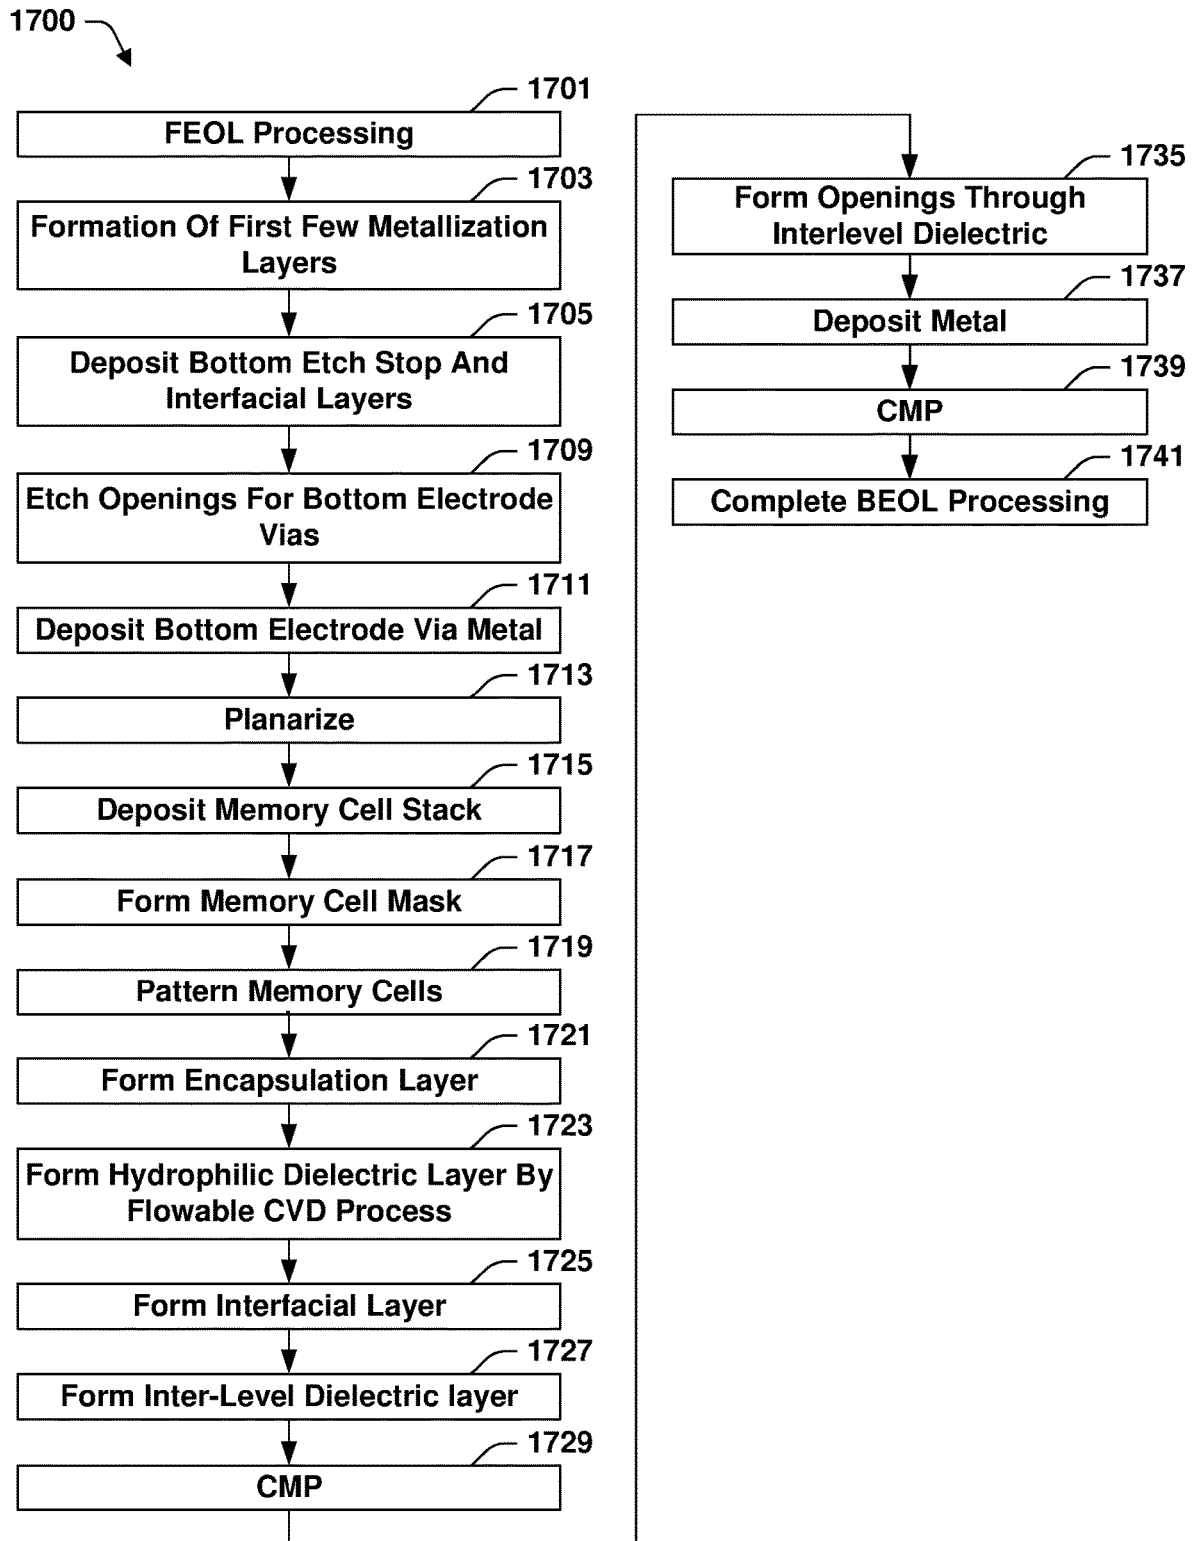 1700
1701
FEOL Processing
1703
Formation Of First Few Metallization
Layers
1705
Deposit Bottom Etch Stop And
Interfacial Layers
1709
Etch Openings For Bottom Electrode
Vias
1711
Deposit Bottom Electrode Via Metal
1713
Planarize
1715
Deposit Memory Cell Stack
1717
Form Memory Cell Mask
1719
Pattern Memory Cells
1721
Form Encapsulation Layer
1723
Form Hydrophilic Dielectric Layer By
Flowable CVD Process
1725
Form Interfacial Layer
1727
Form Inter-Level Dielectric layer
1729
CMP
1735
Form Openings Through
Interlevel Dielectric
1737
Deposit Metal
1739
CMP
1741
Complete BEOL Processing